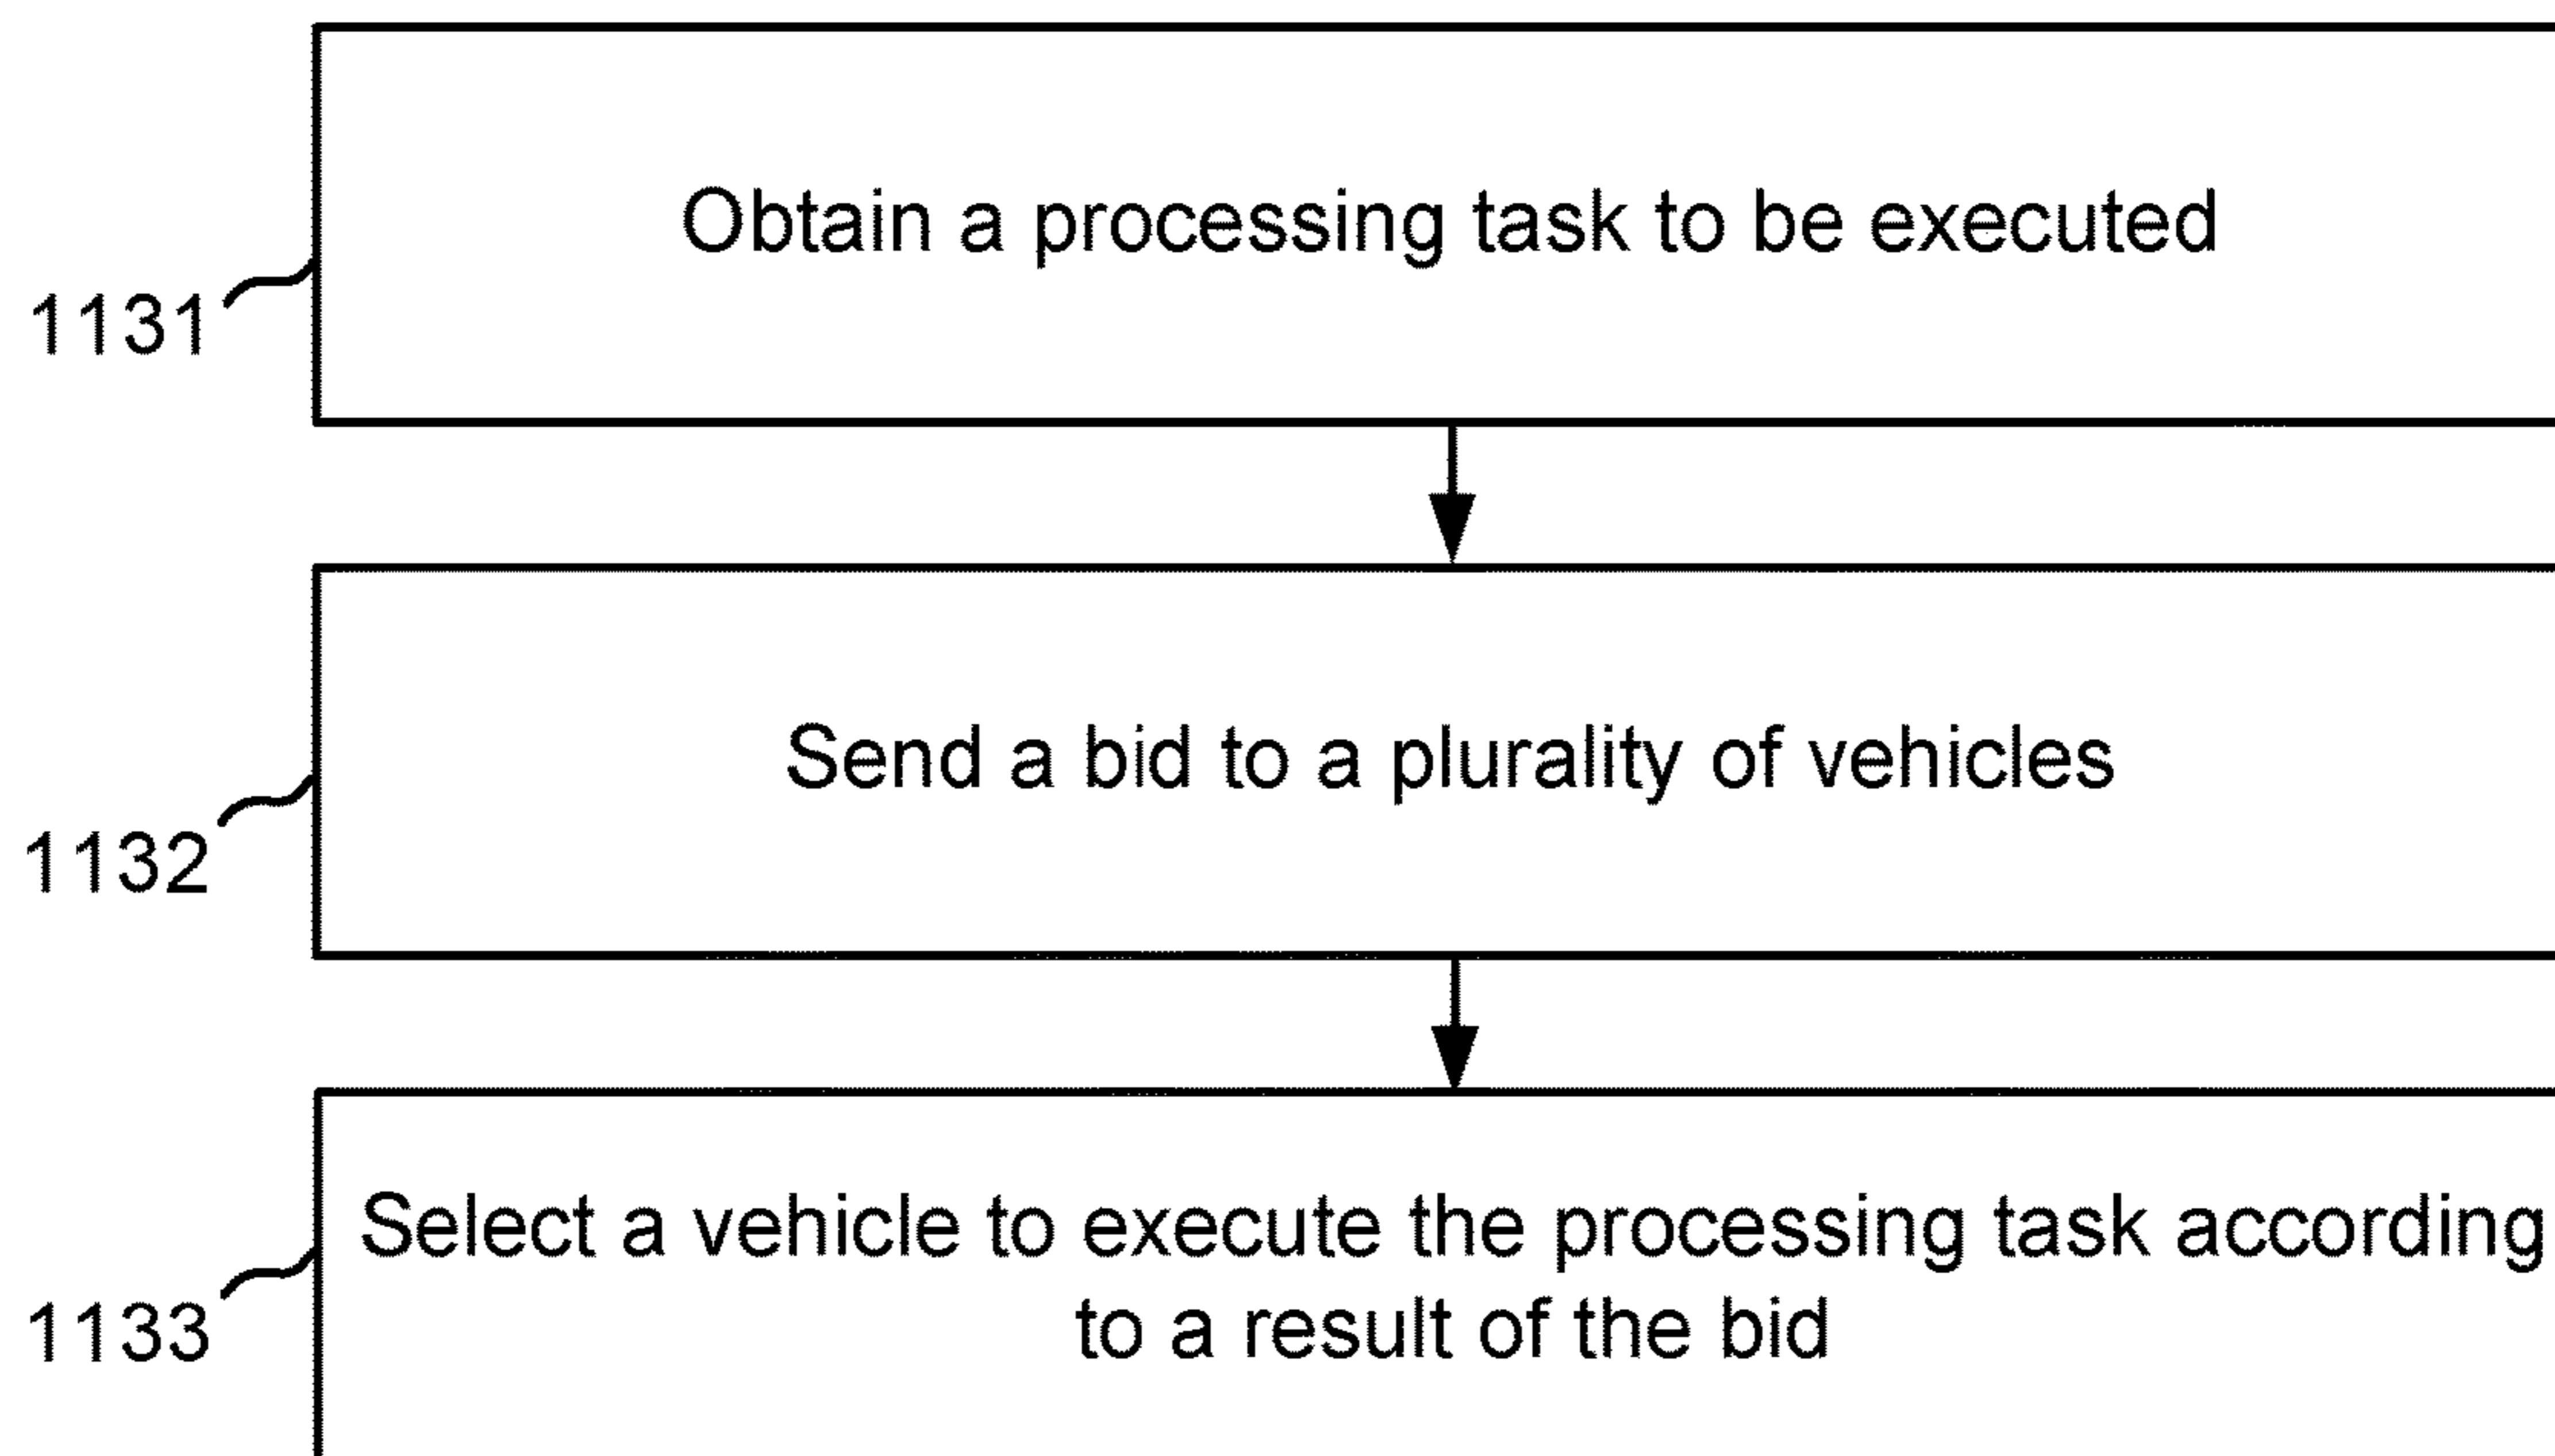 Obtain a processing task to be executed
1131
Send a bid to a plurality of vehicles
1132
Select a vehicle to execute the processing task according
to a result of the bid
1133